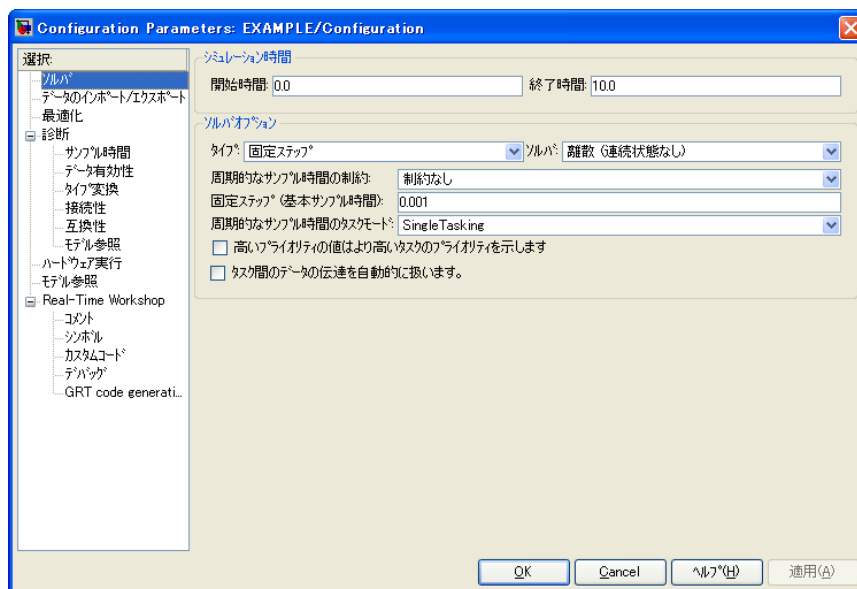 Configuration Parameters: EXAMPLE/Configuration
選択:
ソルバ
データのインポート/エクスポート
最適化
診断
サンプル時間
データ有効性
タイプ変換
接続性
互換性
モデル参照
ハードウェア実行
モデル参照
Real-Time Workshop
コメント
シンボル
カスタムコード
デバッグ
GRT code generati...
シミュレーション時間
開始時間: 0.0 終了時間: 10.0
ソルバオプション
タイプ: 固定ステップ ソルバ: 離散 (連続状態なし)
周期的なサンプル時間の制約: 制約なし
固定ステップ (基本サンプル時間): 0.001
周期的なサンプル時間のタスクモード: SingleTasking
高いプライオリティの値はより高いタスクのプライオリティを示します
タスク間のデータの伝達を自動的に扱います。
OK Cancel ヘルプ(H) 適用(A)